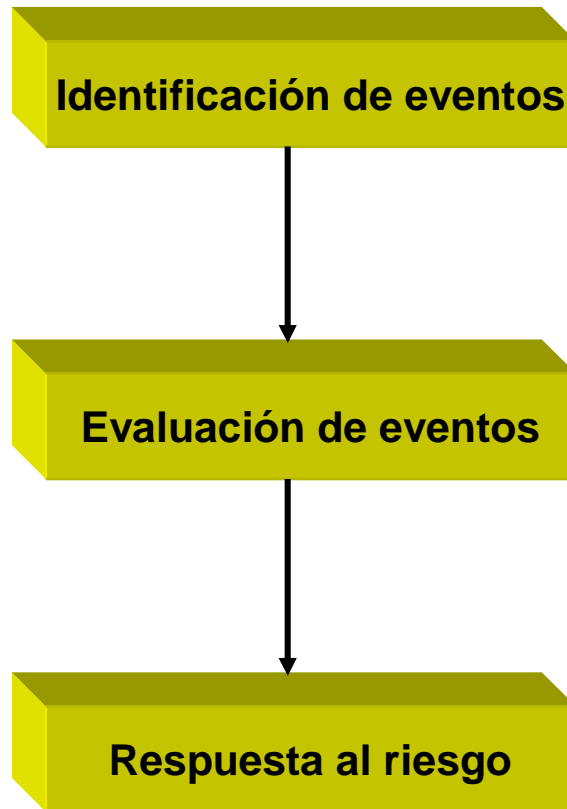 Identificación de eventos
Evaluación de eventos
Respuesta al riesgo